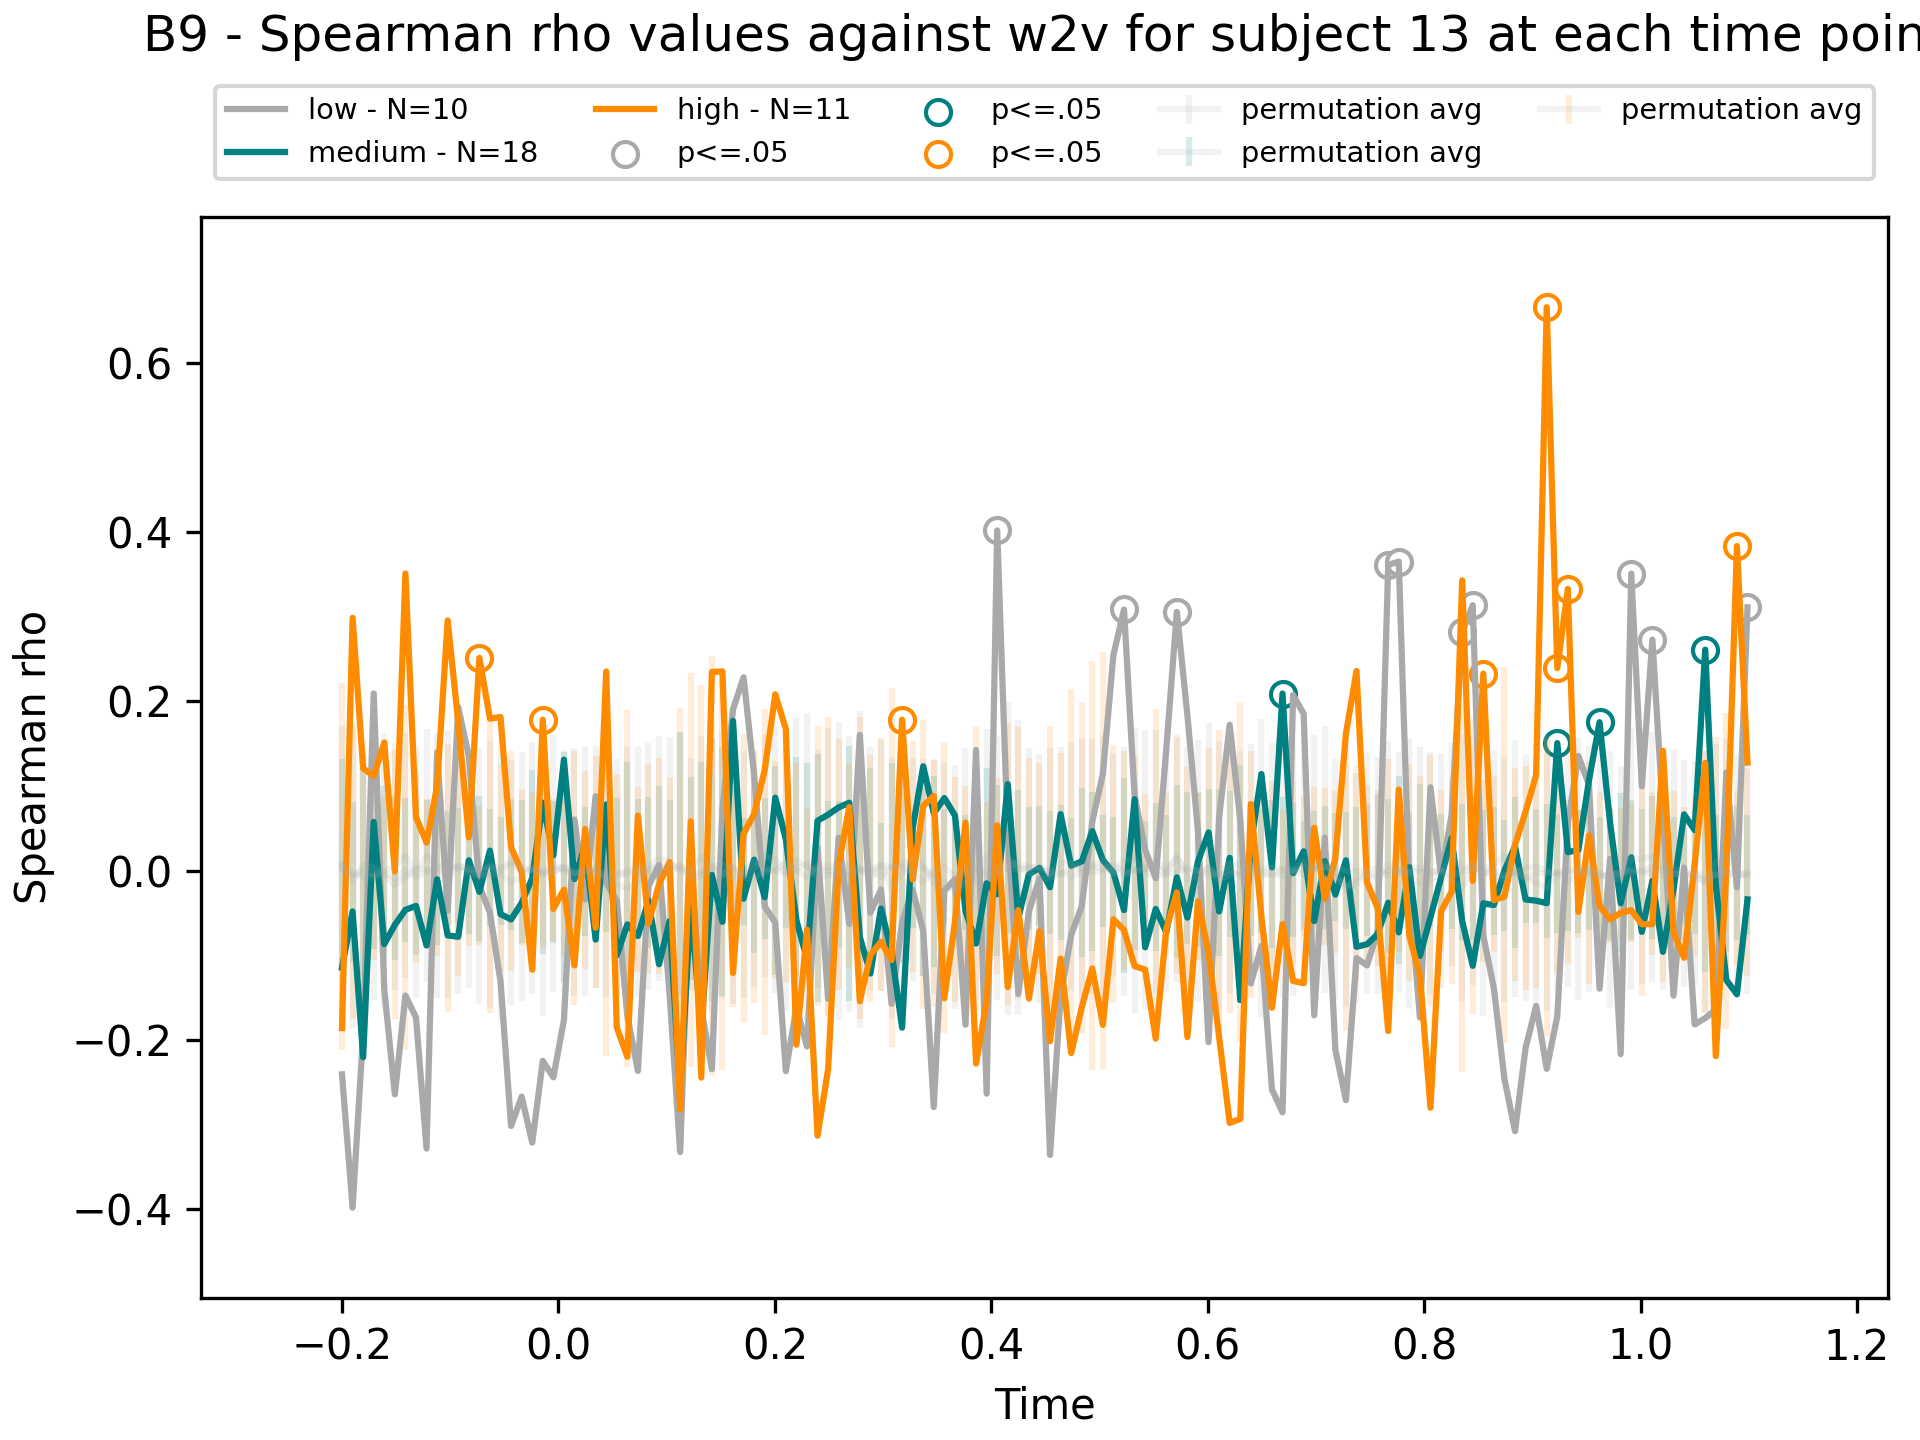 B9 - Spearman rho values against w2v for subject 13 at each time poin
low - N=10
medium - N=18
high - N=11
p<=.05
p<=.05
p<=.05
permutation avg
permutation avg
permutation avg
Spearman rho
0.6
0.4
0.2
0.0
−0.2
−0.4
−0.2 0.0 0.2 0.4 0.6 0.8 1.0 1.2
Time